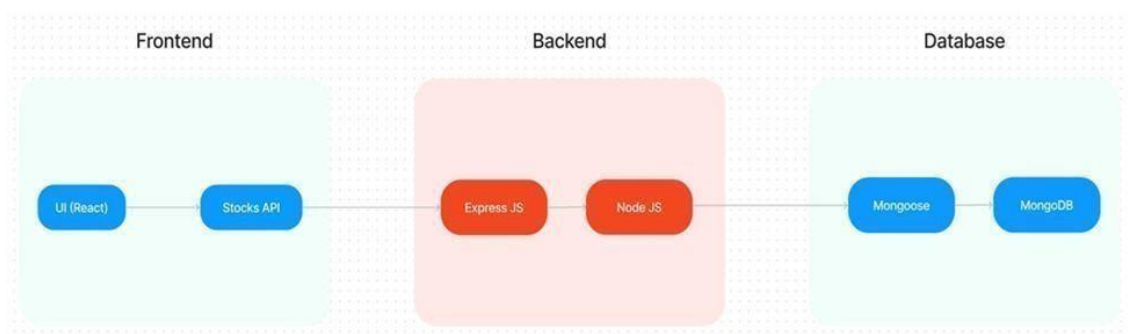 Frontend
Backend
Database
UI (React)
Stocks API
Express JS
Node JS
Mongoose
MongoDB